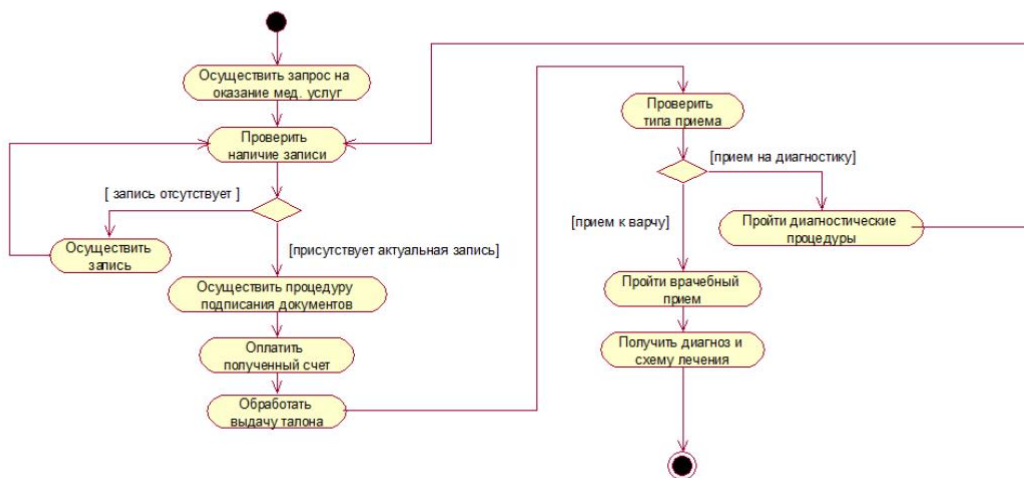 Осуществить запрос на
оказание мед. услуг
Проверить
наличие записи
[ запись отсутствует ]
Осуществить
запись
[присутствует актуальная запись]
Осуществить процедуру
подписания документов
Оплатить
полученный счет
Обработать
выдачу талона
Проверить
типа приема
[прием на диагностику]
[прием к варчу]
Пройти диагностические
процедуры
Пройти врачебный
прием
Получить диагноз и
схему лечения